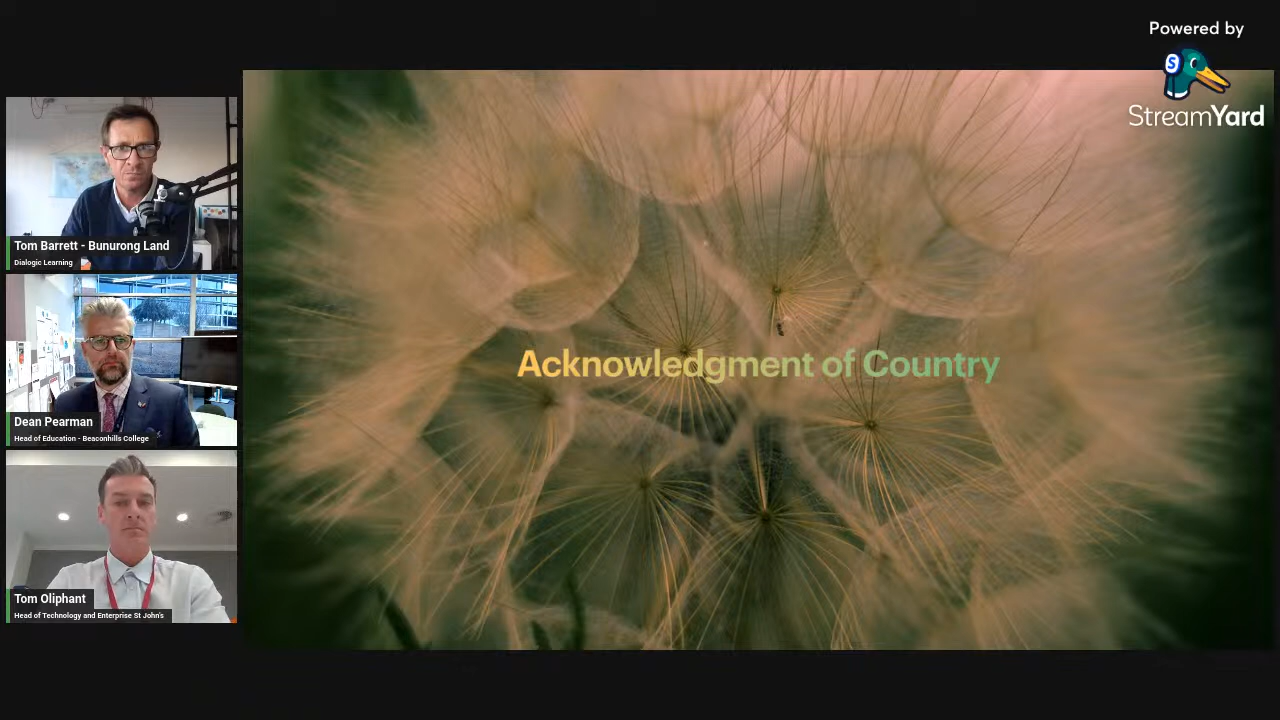 Powered by
S
StreamYard
Tom Barrett - Bunurong Land
Dialogic Learning
Dean Pearman
Head of Education - Beaconhills College
Tom Oliphant
Head of Technology and Enterprise St John's
Acknowledgment of Country